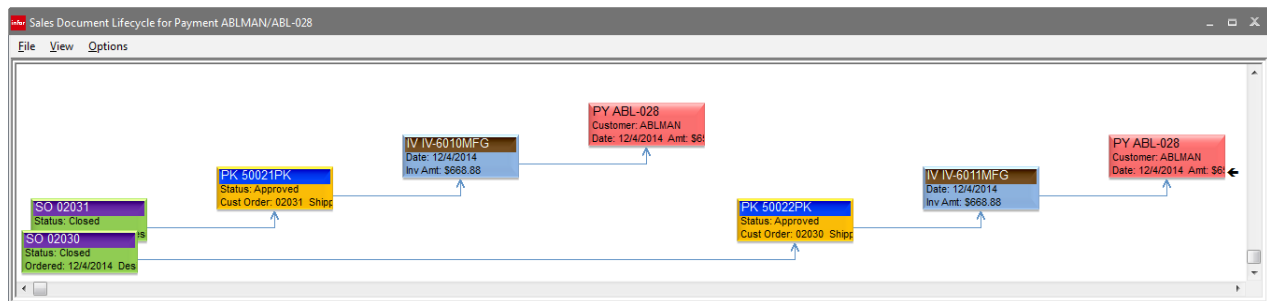 infor Sales Document Lifecycle for Payment ABLMAN/ABL-028
File View Options
PY ABL-028
Customer: ABLMAN
Date: 12/4/2014 Amt:
IV IV-6010MFG
Date: 12/4/2014
Inv Amt: $668.88
PK 50021PK
Status: Approved
Cust Order: 02031 Shipp
SO 02031
Status: Closed
SO 02030
Status: Closed
Ordered: 12/4/2014 Des
PY ABL-028
Customer: ABLMAN
Date: 12/4/2014 Amt:
IV IV-6011MFG
Date: 12/4/2014
Inv Amt: $668.88
PK 50022PK
Status: Approved
Cust Order: 02030 Shipp